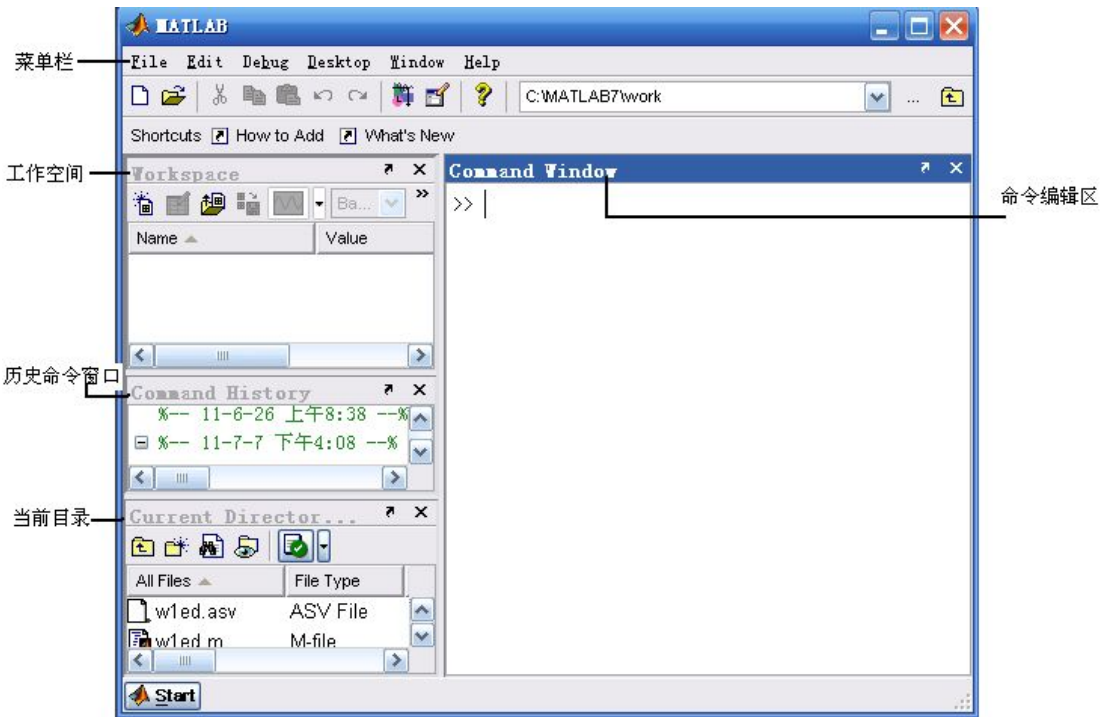 MATLAB
菜单栏
File Edit Debug Desktop Window Help
C:\MATLAB7\work
...
Shortcuts How to Add What's New
工作空间
Workspace
Ba...
Name Value
Command Window
>>
命令编辑区
历史命令窗口
Command History
%-- 11-6-26 上午8:38 --%
%-- 11-7-7 下午4:08 --%
当前目录
Current Director...
All Files File Type
w1ed.asv ASV File
w1ed.m M-file
Start